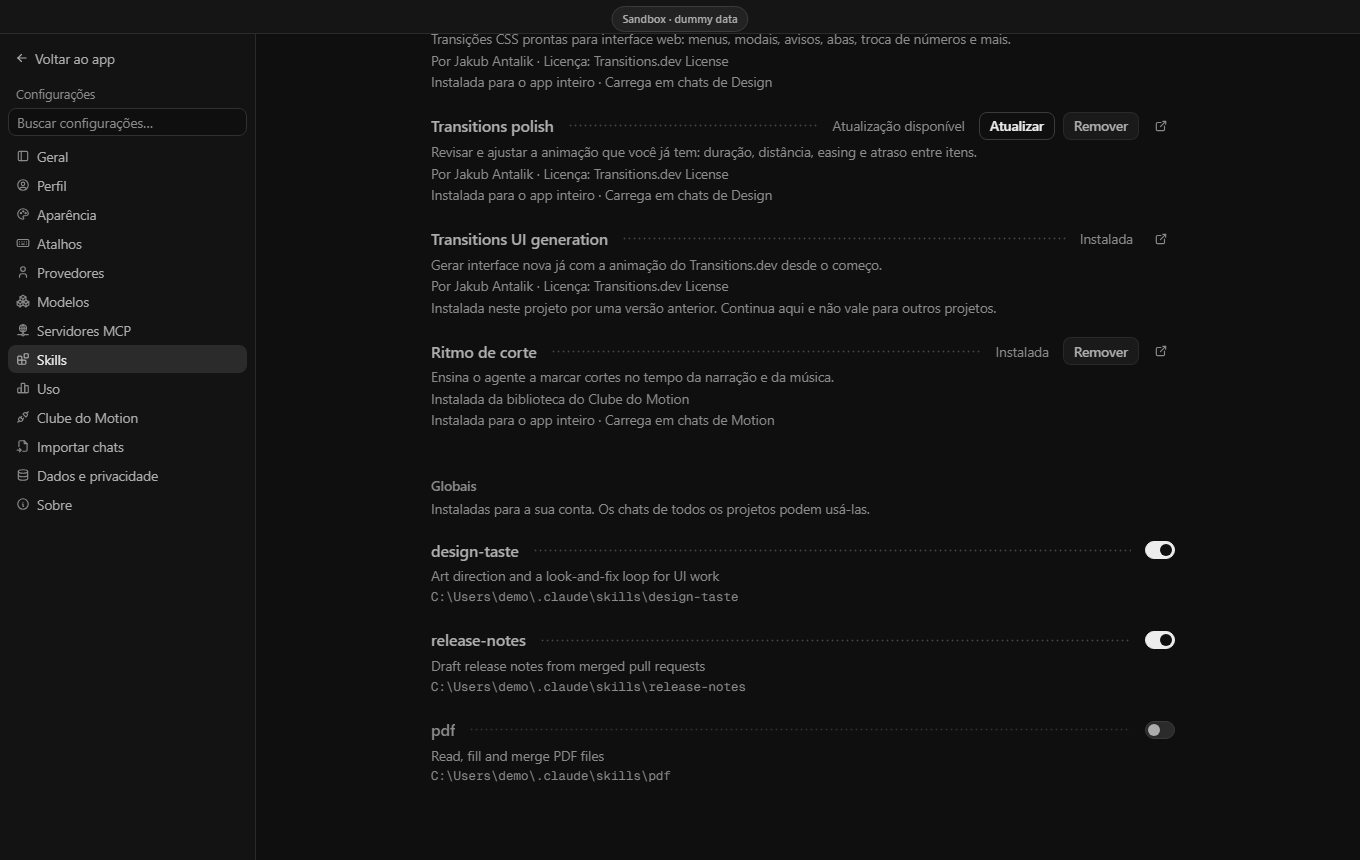 Sandbox · dummy data
Voltar ao app
Configurações
Buscar configurações...
Geral
Perfil
Aparência
Atalhos
Provedores
Modelos
Servidores MCP
Skills
Uso
Clube do Motion
Importar chats
Dados e privacidade
Sobre
Transições CSS prontas para interface web: menus, modais, avisos, abas, troca de números e mais.
Por Jakub Antalik · Licença: Transitions.dev License
Instalada para o app inteiro · Carrega em chats de Design
Transitions polish Atualização disponível Atualizar Remover
Revisar e ajustar a animação que você já tem: duração, distância, easing e atraso entre itens.
Por Jakub Antalik · Licença: Transitions.dev License
Instalada para o app inteiro · Carrega em chats de Design
Transitions UI generation Instalada
Gerar interface nova já com a animação do Transitions.dev desde o começo.
Por Jakub Antalik · Licença: Transitions.dev License
Instalada neste projeto por uma versão anterior. Continua aqui e não vale para outros projetos.
Ritmo de corte Instalada Remover
Ensina o agente a marcar cortes no tempo da narração e da música.
Instalada da biblioteca do Clube do Motion
Instalada para o app inteiro · Carrega em chats de Motion
Globais
Instaladas para a sua conta. Os chats de todos os projetos podem usá-las.
design-taste
Art direction and a look-and-fix loop for UI work
C:\Users\demo\.claude\skills\design-taste
release-notes
Draft release notes from merged pull requests
C:\Users\demo\.claude\skills\release-notes
pdf
Read, fill and merge PDF files
C:\Users\demo\.claude\skills\pdf